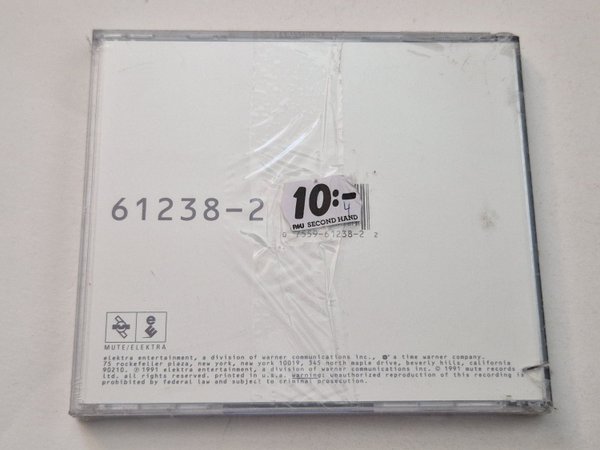 61238-2
10:-
4
PMU SECOND HAND
0 7559-61238-2 2
MUTE/ELEKTRA
elektra entertainment, a division of warner communications inc., a time warner company.
75 rockefeller plaza, new york, new york 10019, 345 north maple drive, beverly hills, california
90210. ℗ 1991 elektra entertainment, a division of warner communications inc. © 1991 mute records
ltd. all rights reserved. printed in u.s.a. warning: unauthorized reproduction of this recording is
prohibited by federal law and subject to criminal prosecution.